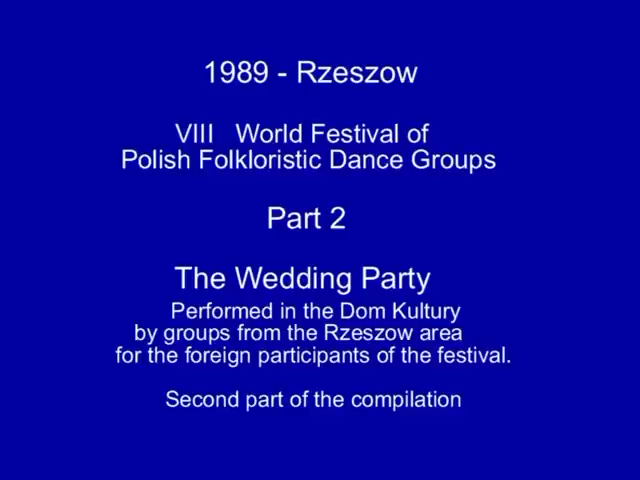 1989 - Rzeszow
VIII World Festival of
Polish Folkloristic Dance Groups
Part 2
The Wedding Party
Performed in the Dom Kultury
by groups from the Rzeszow area
for the foreign participants of the festival.
Second part of the compilation